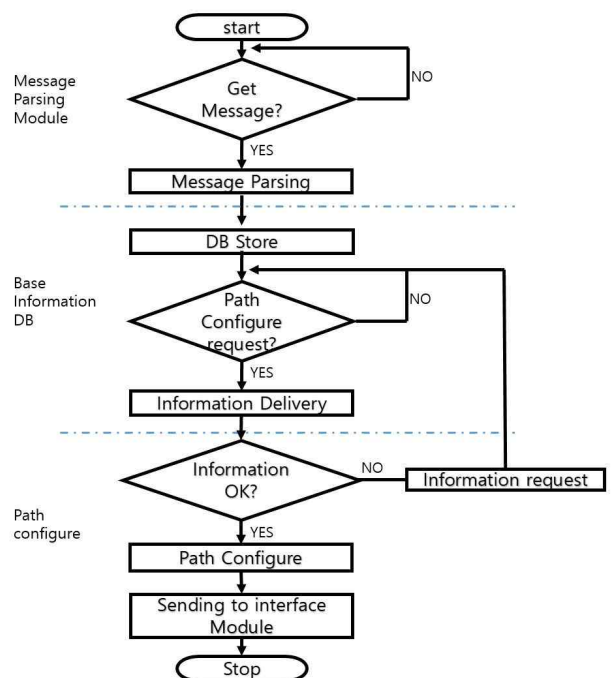 start
Message
Parsing
Module
Get
Message?
NO
YES
Message Parsing
DB Store
Base
Information
DB
Path
Configure
request?
NO
YES
Information Delivery
Information
OK?
NO
Information request
Path
configure
YES
Path Configure
Sending to interface
Module
Stop